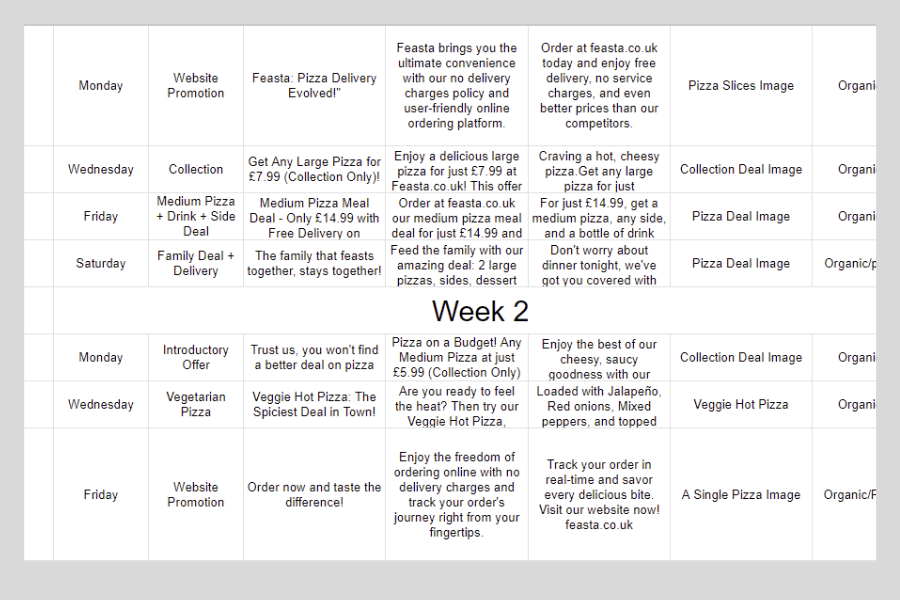 Monday
Website
Promotion
Feasta: Pizza Delivery
Evolved!"
Feasta brings you the
ultimate convenience
with our no delivery
charges policy and
user-friendly online
ordering platform.
Order at feasta.co.uk
today and enjoy free
delivery, no service
charges, and even
better prices than our
competitors.
Pizza Slices Image
Organi
Wednesday
Collection
Get Any Large Pizza for
£7.99 (Collection Only)!
Enjoy a delicious large
pizza for just £7.99 at
Feasta.co.uk! This offer
Craving a hot, cheesy
pizza.Get any large
pizza for just
Collection Deal Image
Organi
Friday
Medium Pizza
+ Drink + Side
Deal
Medium Pizza Meal
Deal - Only £14.99 with
Free Delivery on
Order at feasta.co.uk
our medium pizza meal
deal for just £14.99 and
For just £14.99, get a
medium pizza, any side,
and a bottle of drink
Pizza Deal Image
Organi
Saturday
Family Deal +
Delivery
The family that feasts
together, stays together!
Feed the family with our
amazing deal: 2 large
pizzas, sides, dessert
Don't worry about
dinner tonight, we've
got you covered with
Pizza Deal Image
Organic/p
Week 2
Monday
Introductory
Offer
Trust us, you won't find
a better deal on pizza
Pizza on a Budget! Any
Medium Pizza at just
£5.99 (Collection Only)
Enjoy the best of our
cheesy, saucy
goodness with our
Collection Deal Image
Organi
Wednesday
Vegetarian
Pizza
Veggie Hot Pizza: The
Spiciest Deal in Town!
Are you ready to feel
the heat? Then try our
Veggie Hot Pizza,
Loaded with Jalapeño,
Red onions, Mixed
peppers, and topped
Veggie Hot Pizza
Organi
Friday
Website
Promotion
Order now and taste the
difference!
Enjoy the freedom of
ordering online with no
delivery charges and
track your order's
journey right from your
fingertips.
Track your order in
real-time and savor
every delicious bite.
Visit our website now!
feasta.co.uk
A Single Pizza Image
Organic/P